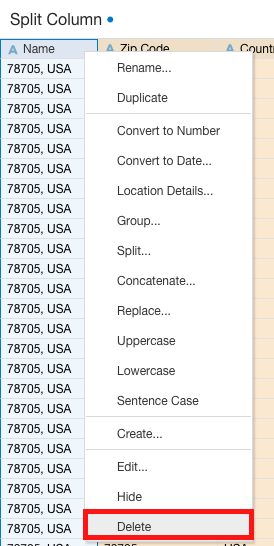 Split Column
A Name A Zip Code A Countr
78705, USA
78705, USA Rename...
78705, USA
78705, USA Duplicate
78705, USA
78705, USA Convert to Number
78705, USA
78705, USA Convert to Date...
78705, USA Location Details...
78705, USA
78705, USA Group...
78705, USA
78705, USA Split...
78705, USA Concatenate...
78705, USA
78705, USA Replace...
78705, USA
78705, USA Uppercase
78705, USA Lowercase
78705, USA
78705, USA Sentence Case
78705, USA
78705, USA Create...
78705, USA Edit...
78705, USA Hide
78705, USA Delete